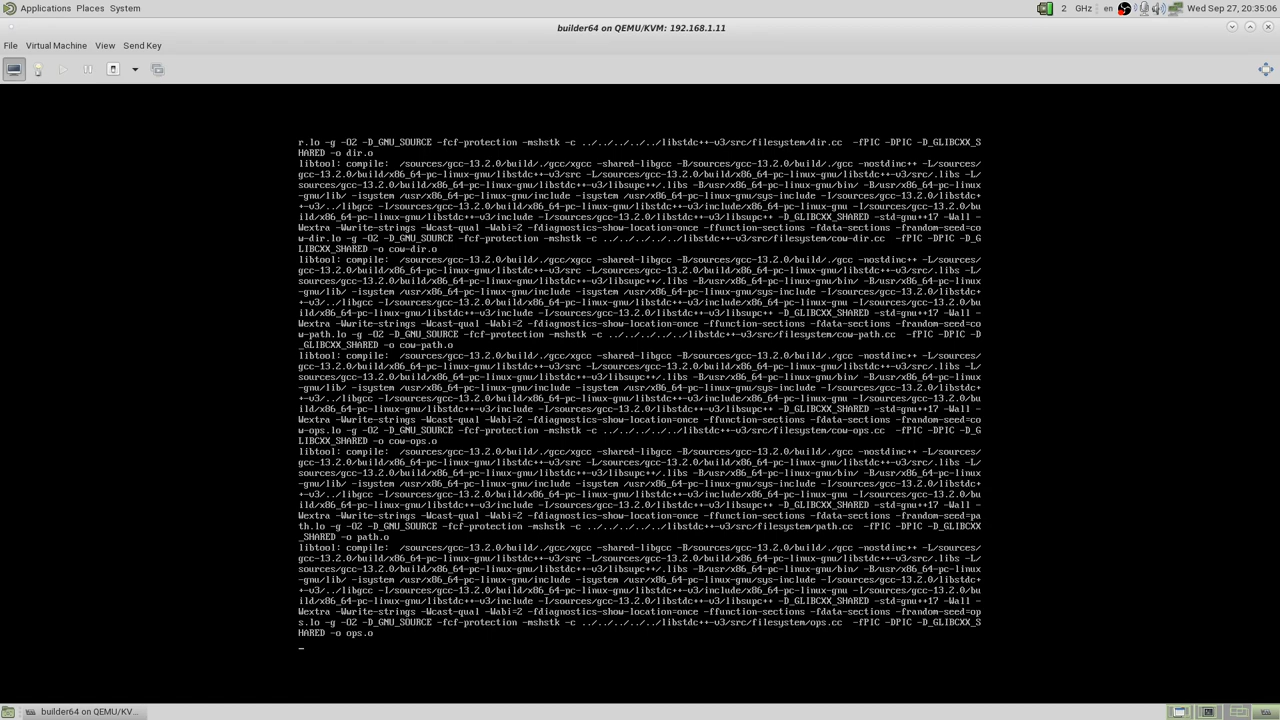 Applications Places System
2 GHz en Wed Sep 27, 20:35:06
builder64 on QEMU/KVM: 192.168.1.11
File Virtual Machine View Send Key
r.lo -g -O2 -D_GNU_SOURCE -fcf-protection -mshstk -c ../../../../../libstdc++-v3/src/filesystem/dir.cc  -fPIC -DPIC -D_GLIBCXX_S
HARED -o dir.o
libtool: compile:  /sources/gcc-13.2.0/build/./gcc/xgcc -shared-libgcc -B/sources/gcc-13.2.0/build/./gcc -nostdinc++ -L/sources/
gcc-13.2.0/build/x86_64-pc-linux-gnu/libstdc++-v3/src -L/sources/gcc-13.2.0/build/x86_64-pc-linux-gnu/libstdc++-v3/src/.libs -L/
sources/gcc-13.2.0/build/x86_64-pc-linux-gnu/libstdc++-v3/libsupc++/.libs -B/usr/x86_64-pc-linux-gnu/bin/ -B/usr/x86_64-pc-linux
-gnu/lib/ -isystem /usr/x86_64-pc-linux-gnu/include -isystem /usr/x86_64-pc-linux-gnu/sys-include -I/sources/gcc-13.2.0/libstdc+
+-v3/../libgcc -I/sources/gcc-13.2.0/build/x86_64-pc-linux-gnu/libstdc++-v3/include/x86_64-pc-linux-gnu -I/sources/gcc-13.2.0/bu
ild/x86_64-pc-linux-gnu/libstdc++-v3/include -I/sources/gcc-13.2.0/libstdc++-v3/libsupc++ -D_GLIBCXX_SHARED -std=gnu++17 -Wall -
Wextra -Wwrite-strings -Wcast-qual -Wabi=2 -fdiagnostics-show-location=once -ffunction-sections -fdata-sections -frandom-seed=co
w-dir.lo -g -O2 -D_GNU_SOURCE -fcf-protection -mshstk -c ../../../../../libstdc++-v3/src/filesystem/cow-dir.cc  -fPIC -DPIC -D_G
LIBCXX_SHARED -o cow-dir.o
libtool: compile:  /sources/gcc-13.2.0/build/./gcc/xgcc -shared-libgcc -B/sources/gcc-13.2.0/build/./gcc -nostdinc++ -L/sources/
gcc-13.2.0/build/x86_64-pc-linux-gnu/libstdc++-v3/src -L/sources/gcc-13.2.0/build/x86_64-pc-linux-gnu/libstdc++-v3/src/.libs -L/
sources/gcc-13.2.0/build/x86_64-pc-linux-gnu/libstdc++-v3/libsupc++/.libs -B/usr/x86_64-pc-linux-gnu/bin/ -B/usr/x86_64-pc-linux
-gnu/lib/ -isystem /usr/x86_64-pc-linux-gnu/include -isystem /usr/x86_64-pc-linux-gnu/sys-include -I/sources/gcc-13.2.0/libstdc+
+-v3/../libgcc -I/sources/gcc-13.2.0/build/x86_64-pc-linux-gnu/libstdc++-v3/include/x86_64-pc-linux-gnu -I/sources/gcc-13.2.0/bu
ild/x86_64-pc-linux-gnu/libstdc++-v3/include -I/sources/gcc-13.2.0/libstdc++-v3/libsupc++ -D_GLIBCXX_SHARED -std=gnu++17 -Wall -
Wextra -Wwrite-strings -Wcast-qual -Wabi=2 -fdiagnostics-show-location=once -ffunction-sections -fdata-sections -frandom-seed=co
w-path.lo -g -O2 -D_GNU_SOURCE -fcf-protection -mshstk -c ../../../../../libstdc++-v3/src/filesystem/cow-path.cc  -fPIC -DPIC -D
_GLIBCXX_SHARED -o cow-path.o
libtool: compile:  /sources/gcc-13.2.0/build/./gcc/xgcc -shared-libgcc -B/sources/gcc-13.2.0/build/./gcc -nostdinc++ -L/sources/
gcc-13.2.0/build/x86_64-pc-linux-gnu/libstdc++-v3/src -L/sources/gcc-13.2.0/build/x86_64-pc-linux-gnu/libstdc++-v3/src/.libs -L/
sources/gcc-13.2.0/build/x86_64-pc-linux-gnu/libstdc++-v3/libsupc++/.libs -B/usr/x86_64-pc-linux-gnu/bin/ -B/usr/x86_64-pc-linux
-gnu/lib/ -isystem /usr/x86_64-pc-linux-gnu/include -isystem /usr/x86_64-pc-linux-gnu/sys-include -I/sources/gcc-13.2.0/libstdc+
+-v3/../libgcc -I/sources/gcc-13.2.0/build/x86_64-pc-linux-gnu/libstdc++-v3/include/x86_64-pc-linux-gnu -I/sources/gcc-13.2.0/bu
ild/x86_64-pc-linux-gnu/libstdc++-v3/include -I/sources/gcc-13.2.0/libstdc++-v3/libsupc++ -D_GLIBCXX_SHARED -std=gnu++17 -Wall -
Wextra -Wwrite-strings -Wcast-qual -Wabi=2 -fdiagnostics-show-location=once -ffunction-sections -fdata-sections -frandom-seed=co
w-ops.lo -g -O2 -D_GNU_SOURCE -fcf-protection -mshstk -c ../../../../../libstdc++-v3/src/filesystem/cow-ops.cc  -fPIC -DPIC -D_G
LIBCXX_SHARED -o cow-ops.o
libtool: compile:  /sources/gcc-13.2.0/build/./gcc/xgcc -shared-libgcc -B/sources/gcc-13.2.0/build/./gcc -nostdinc++ -L/sources/
gcc-13.2.0/build/x86_64-pc-linux-gnu/libstdc++-v3/src -L/sources/gcc-13.2.0/build/x86_64-pc-linux-gnu/libstdc++-v3/src/.libs -L/
sources/gcc-13.2.0/build/x86_64-pc-linux-gnu/libstdc++-v3/libsupc++/.libs -B/usr/x86_64-pc-linux-gnu/bin/ -B/usr/x86_64-pc-linux
-gnu/lib/ -isystem /usr/x86_64-pc-linux-gnu/include -isystem /usr/x86_64-pc-linux-gnu/sys-include -I/sources/gcc-13.2.0/libstdc+
+-v3/../libgcc -I/sources/gcc-13.2.0/build/x86_64-pc-linux-gnu/libstdc++-v3/include/x86_64-pc-linux-gnu -I/sources/gcc-13.2.0/bu
ild/x86_64-pc-linux-gnu/libstdc++-v3/include -I/sources/gcc-13.2.0/libstdc++-v3/libsupc++ -D_GLIBCXX_SHARED -std=gnu++17 -Wall -
Wextra -Wwrite-strings -Wcast-qual -Wabi=2 -fdiagnostics-show-location=once -ffunction-sections -fdata-sections -frandom-seed=pa
th.lo -g -O2 -D_GNU_SOURCE -fcf-protection -mshstk -c ../../../../../libstdc++-v3/src/filesystem/path.cc  -fPIC -DPIC -D_GLIBCXX
_SHARED -o path.o
libtool: compile:  /sources/gcc-13.2.0/build/./gcc/xgcc -shared-libgcc -B/sources/gcc-13.2.0/build/./gcc -nostdinc++ -L/sources/
gcc-13.2.0/build/x86_64-pc-linux-gnu/libstdc++-v3/src -L/sources/gcc-13.2.0/build/x86_64-pc-linux-gnu/libstdc++-v3/src/.libs -L/
sources/gcc-13.2.0/build/x86_64-pc-linux-gnu/libstdc++-v3/libsupc++/.libs -B/usr/x86_64-pc-linux-gnu/bin/ -B/usr/x86_64-pc-linux
-gnu/lib/ -isystem /usr/x86_64-pc-linux-gnu/include -isystem /usr/x86_64-pc-linux-gnu/sys-include -I/sources/gcc-13.2.0/libstdc+
+-v3/../libgcc -I/sources/gcc-13.2.0/build/x86_64-pc-linux-gnu/libstdc++-v3/include/x86_64-pc-linux-gnu -I/sources/gcc-13.2.0/bu
ild/x86_64-pc-linux-gnu/libstdc++-v3/include -I/sources/gcc-13.2.0/libstdc++-v3/libsupc++ -D_GLIBCXX_SHARED -std=gnu++17 -Wall -
Wextra -Wwrite-strings -Wcast-qual -Wabi=2 -fdiagnostics-show-location=once -ffunction-sections -fdata-sections -frandom-seed=op
s.lo -g -O2 -D_GNU_SOURCE -fcf-protection -mshstk -c ../../../../../libstdc++-v3/src/filesystem/ops.cc  -fPIC -DPIC -D_GLIBCXX_S
HARED -o ops.o
builder64 on QEMU/KV...